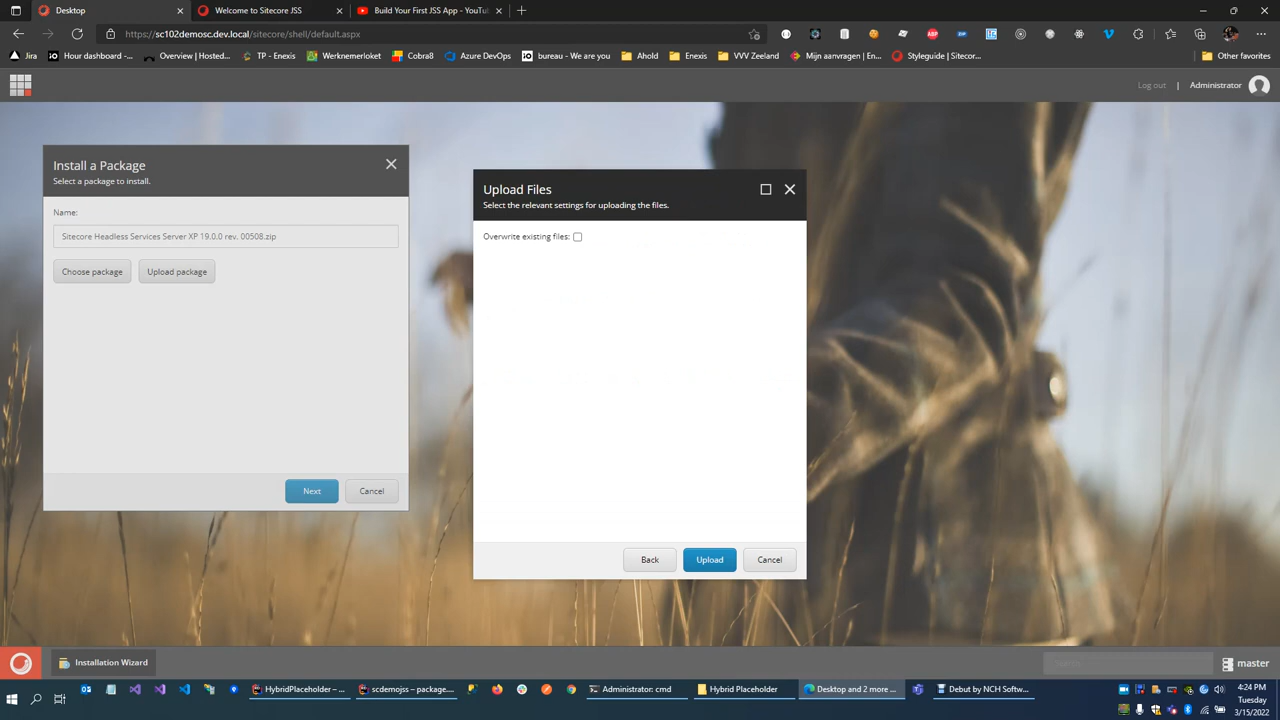 Desktop
Welcome to Sitecore JSS
Build Your First JSS App - YouTu
https://sc102demosc.dev.local/sitecore/shell/default.aspx
Jira
Hour dashboard -...
Overview | Hosted...
TP - Enexis
Werknemerloket
Cobra8
Azure DevOps
bureau - We are you
Ahold
Enexis
VVV Zeeland
Mijn aanvragen | En...
Styleguide | Sitecor...
Other favorites
Log out | Administrator
Install a Package
Select a package to install.
Name:
Sitecore Headless Services Server XP 19.0.0 rev. 00508.zip
Choose package
Upload package
Next
Cancel
Upload Files
Select the relevant settings for uploading the files.
Overwrite existing files:
Back
Upload
Cancel
Installation Wizard
master
HybridPlaceholder – ...
scdemojss – package....
Administrator: cmd
Hybrid Placeholder
Desktop and 2 more ...
Debut by NCH Softw...
4:24 PM
Tuesday
3/15/2022